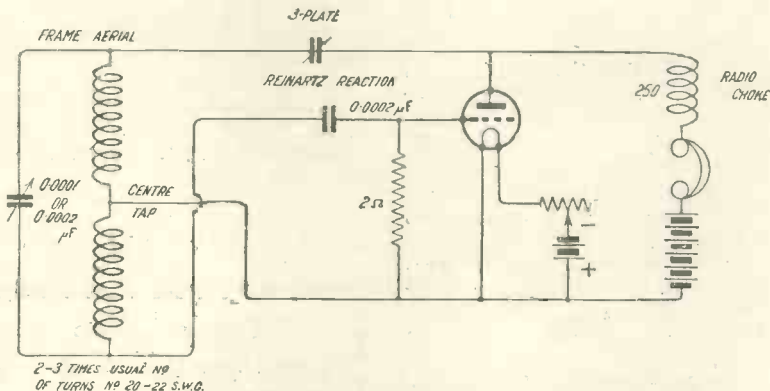 3-PLATE
FRAME AERIAL
REINARTZ REACTION
0.0002 µF
250
RADIO
CHOKE
0.0001
OR
0.0002
µF
CENTRE
TAP
2Ω
−
+
2-3 TIMES USUAL Nº
OF TURNS Nº 20-22 S.W.G.